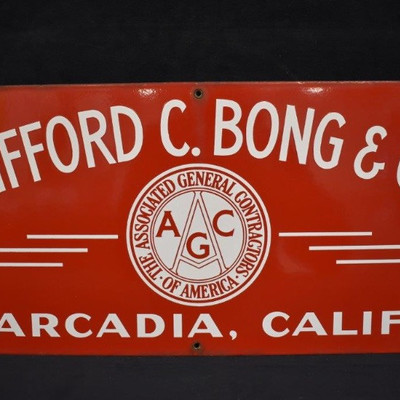 IFFORD C. BONG & C
THE ASSOCIATED GENERAL CONTRACTORS
OF AMERICA
AGC
ARCADIA, CALIF